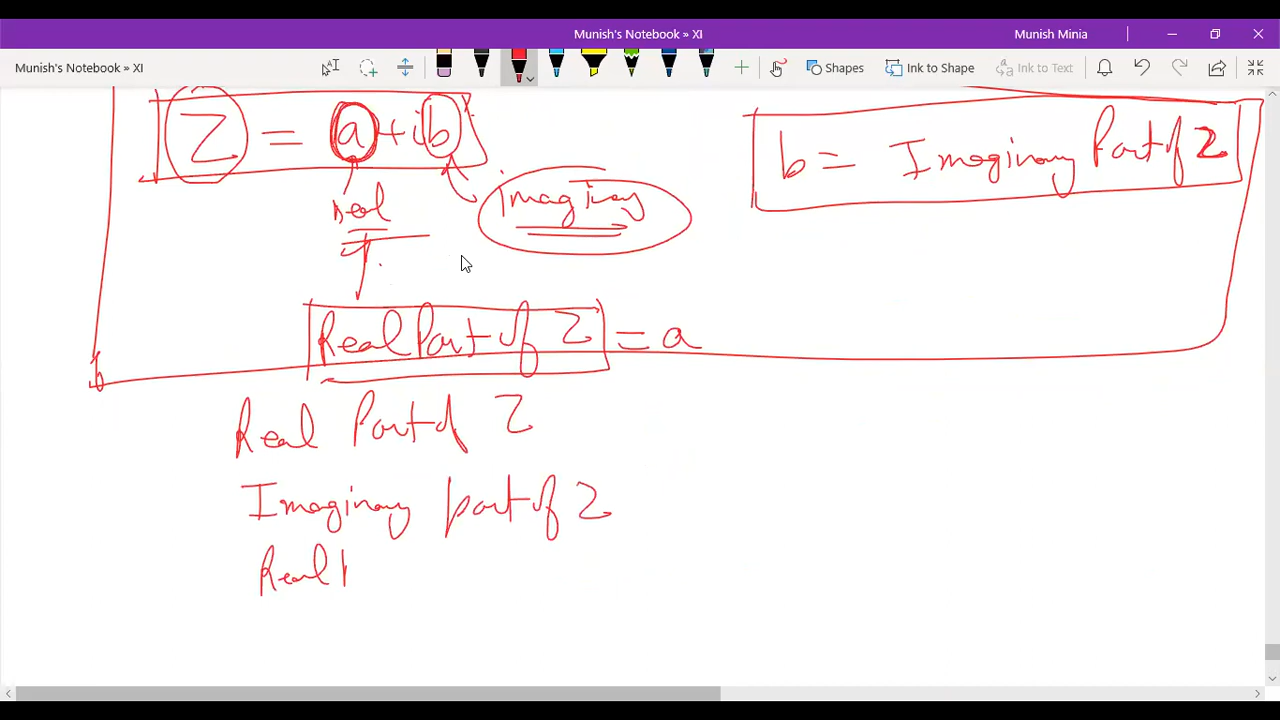 Munish's Notebook » XI
Munish Minia
Munish's Notebook » XI
Shapes
Ink to Shape
Ink to Text
Z = a + ib
real
imaginary
b = Imaginary Part of Z
Real Part of Z = a
Real Part of Z
Imaginary part of Z
Real P